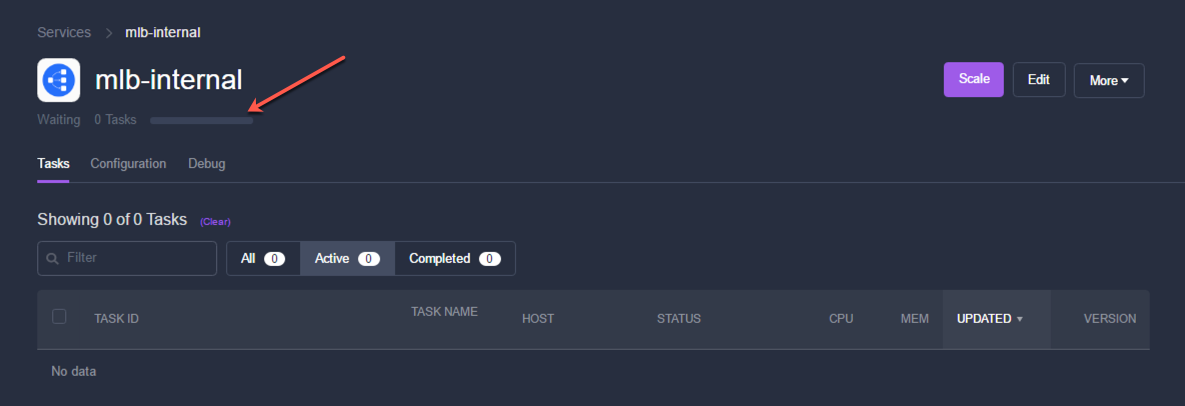 Services > mlb-internal
mlb-internal
Scale Edit More
Waiting 0 Tasks
Tasks Configuration Debug
Showing 0 of 0 Tasks (Clear)
Filter All 0 Active 0 Completed 0
TASK ID TASK NAME HOST STATUS CPU MEM UPDATED VERSION
No data